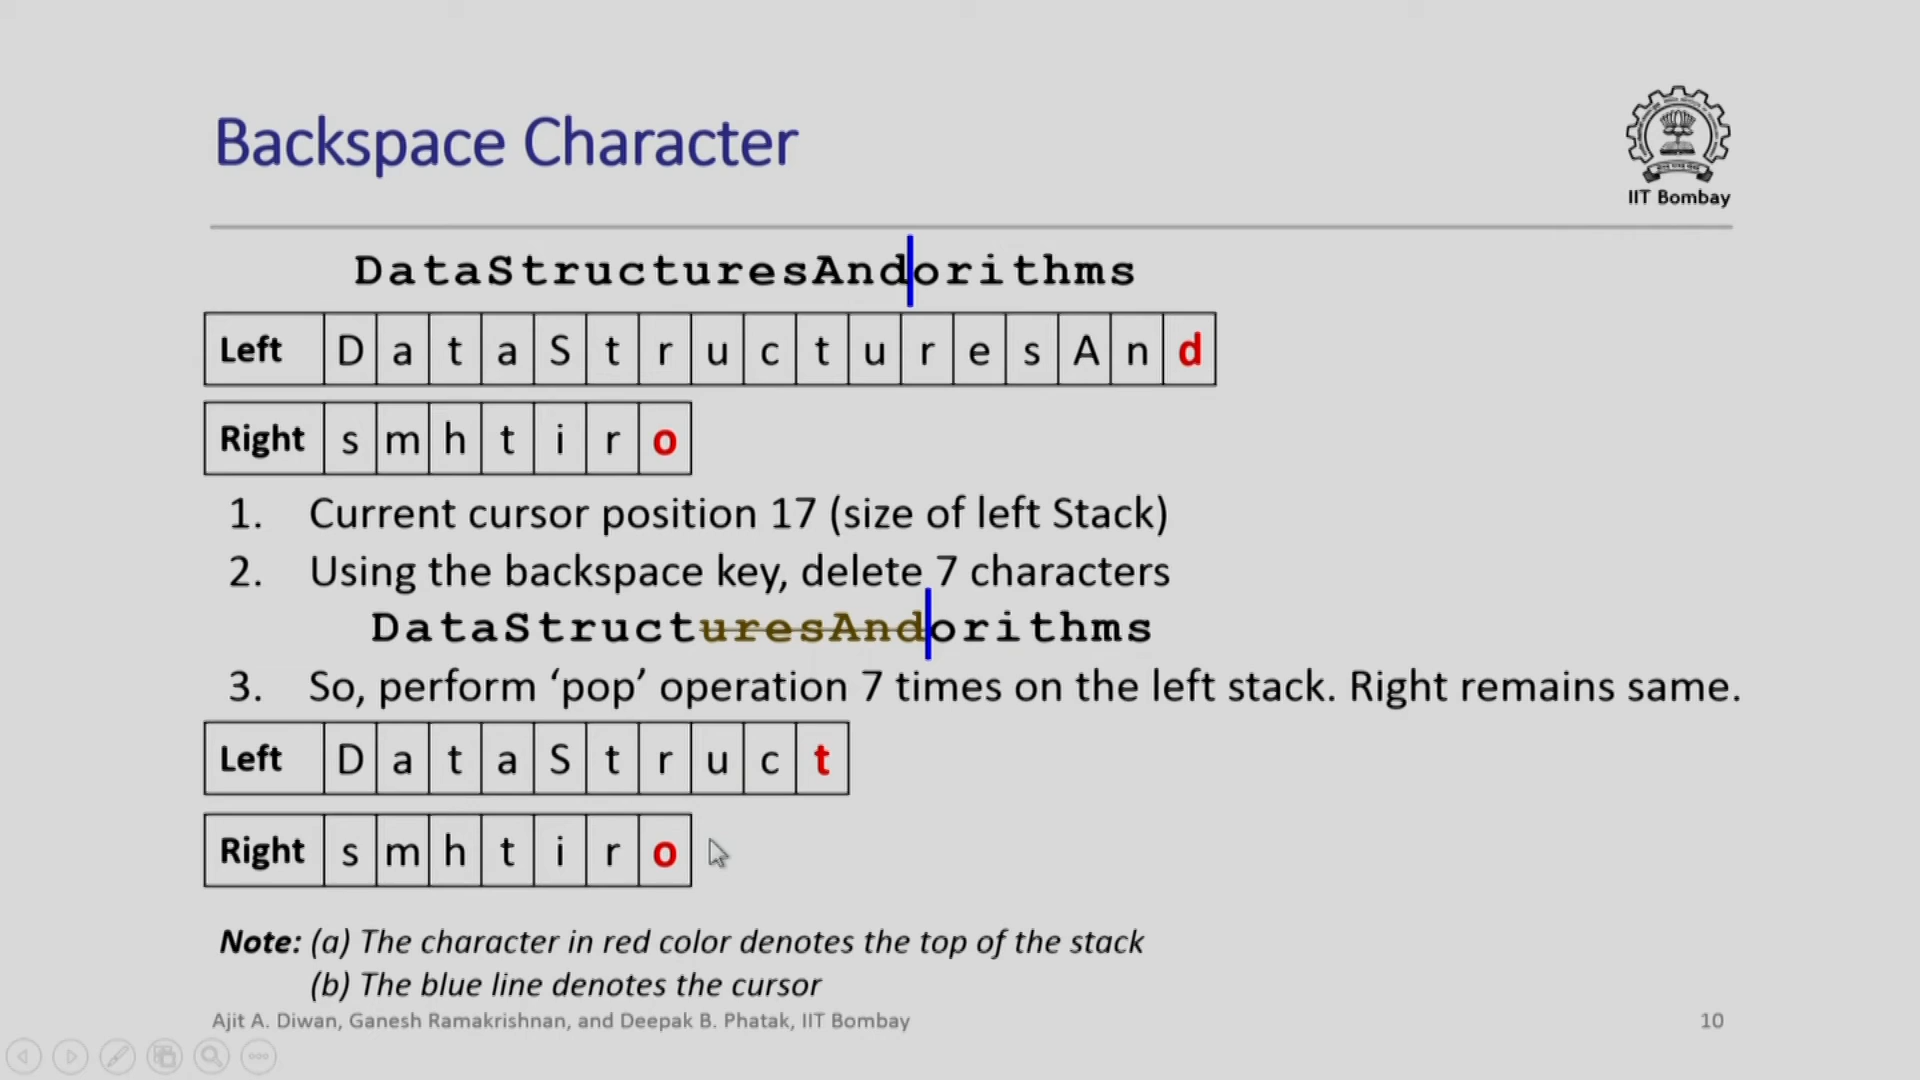 Backspace Character
IIT Bombay
DataStructuresAndorithms
Left D a t a S t r u c t u r e s A n d
Right s m h t i r o
1. Current cursor position 17 (size of left Stack)
2. Using the backspace key, delete 7 characters
DataStructuresAndorithms
3. So, perform ‘pop’ operation 7 times on the left stack. Right remains same.
Left D a t a S t r u c t
Right s m h t i r o
Note: (a) The character in red color denotes the top of the stack
(b) The blue line denotes the cursor
Ajit A. Diwan, Ganesh Ramakrishnan, and Deepak B. Phatak, IIT Bombay 10